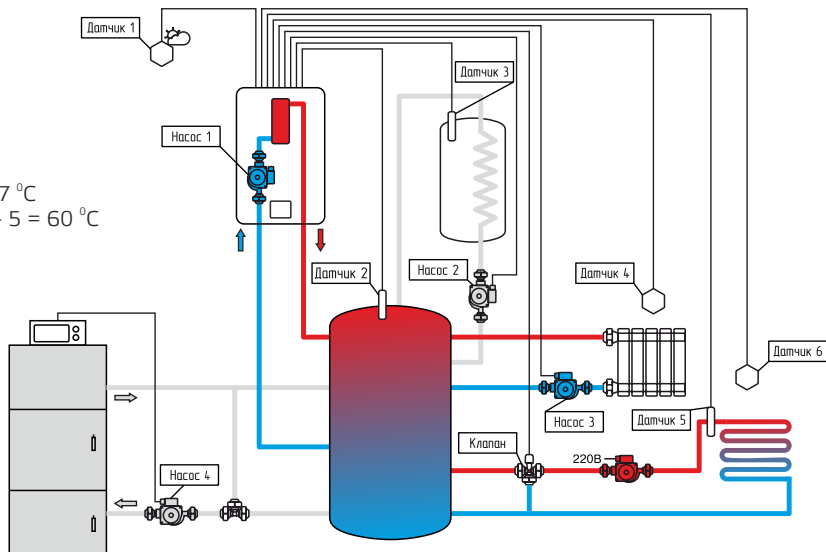 Датчик 1
Датчик 3
Насос 1
7 °C
- 5 = 60 °C
Датчик 2
Насос 2
Датчик 4
Датчик 6
Насос 3
Датчик 5
Клапан
220В
Насос 4